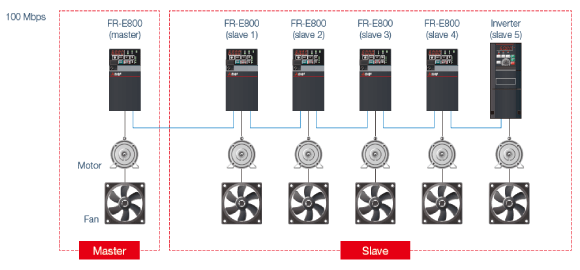 100 Mbps
FR-E800
(master)
FR-E800
(slave 1)
FR-E800
(slave 2)
FR-E800
(slave 3)
FR-E800
(slave 4)
Inverter
(slave 5)
Motor
Fan
Master
Slave